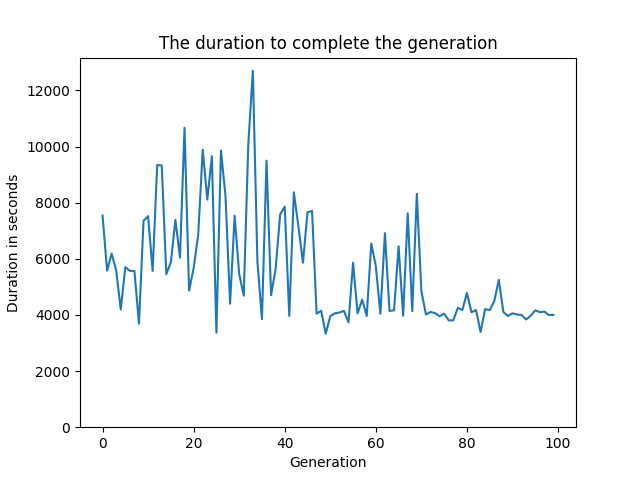 The duration to complete the generation
12000
10000
8000
6000
4000
2000
0
Duration in seconds
0 20 40 60 80 100
Generation